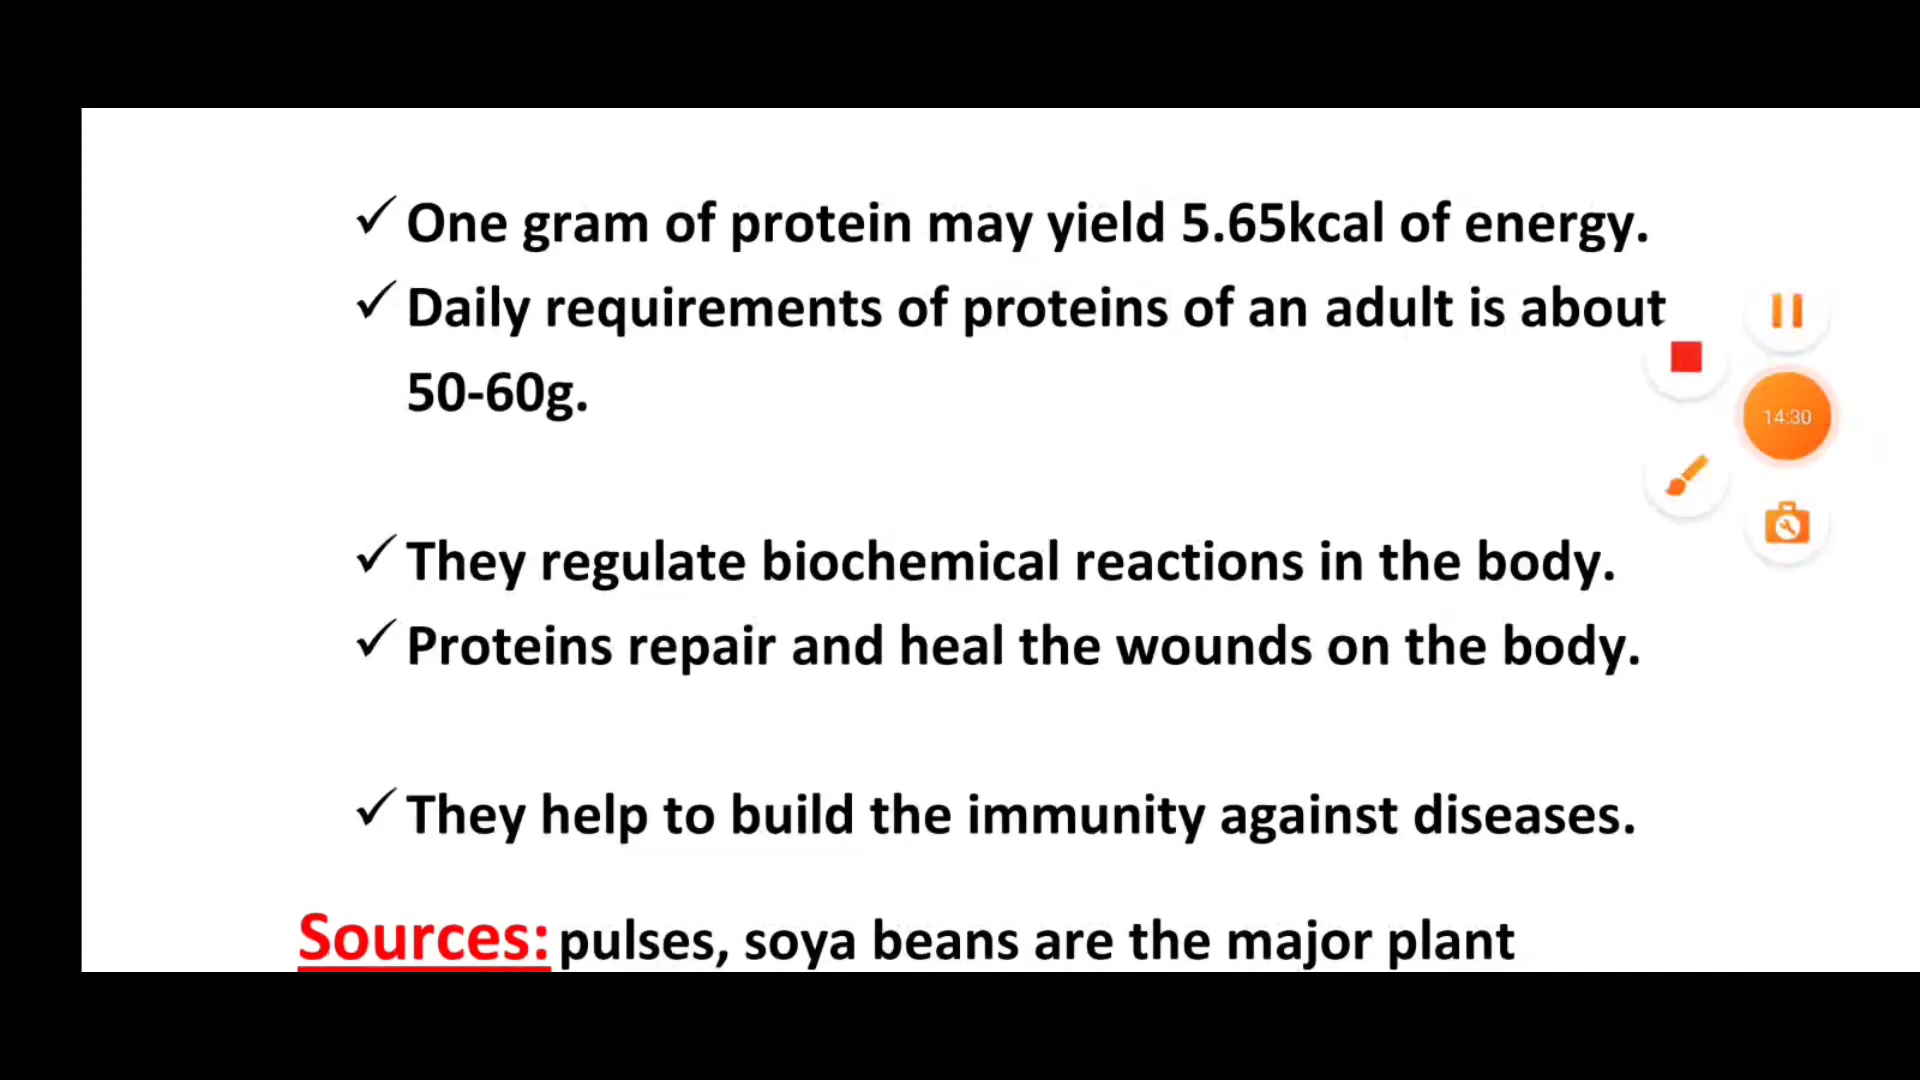 ✓ One gram of protein may yield 5.65kcal of energy.
✓ Daily requirements of proteins of an adult is about
50-60g.
✓ They regulate biochemical reactions in the body.
✓ Proteins repair and heal the wounds on the body.
✓ They help to build the immunity against diseases.
Sources: pulses, soya beans are the major plant
14:30